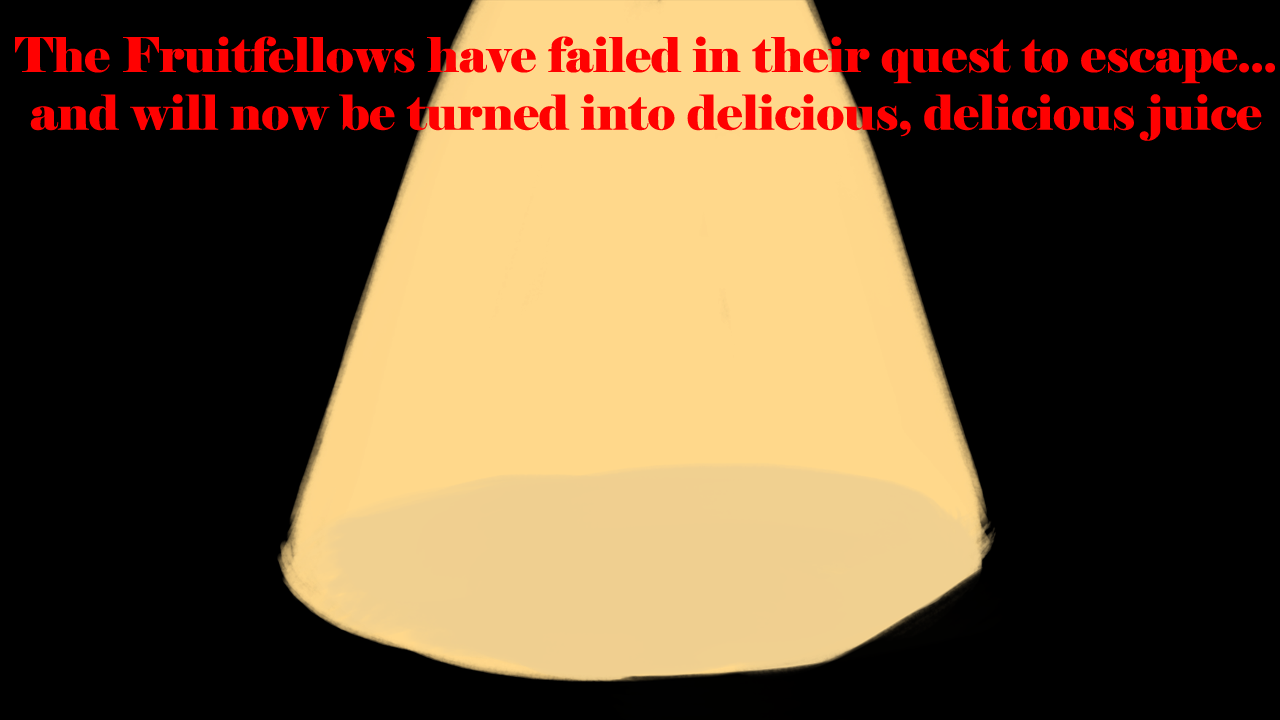 The Fruitfellows have failed in their quest to escape...
and will now be turned into delicious, delicious juice